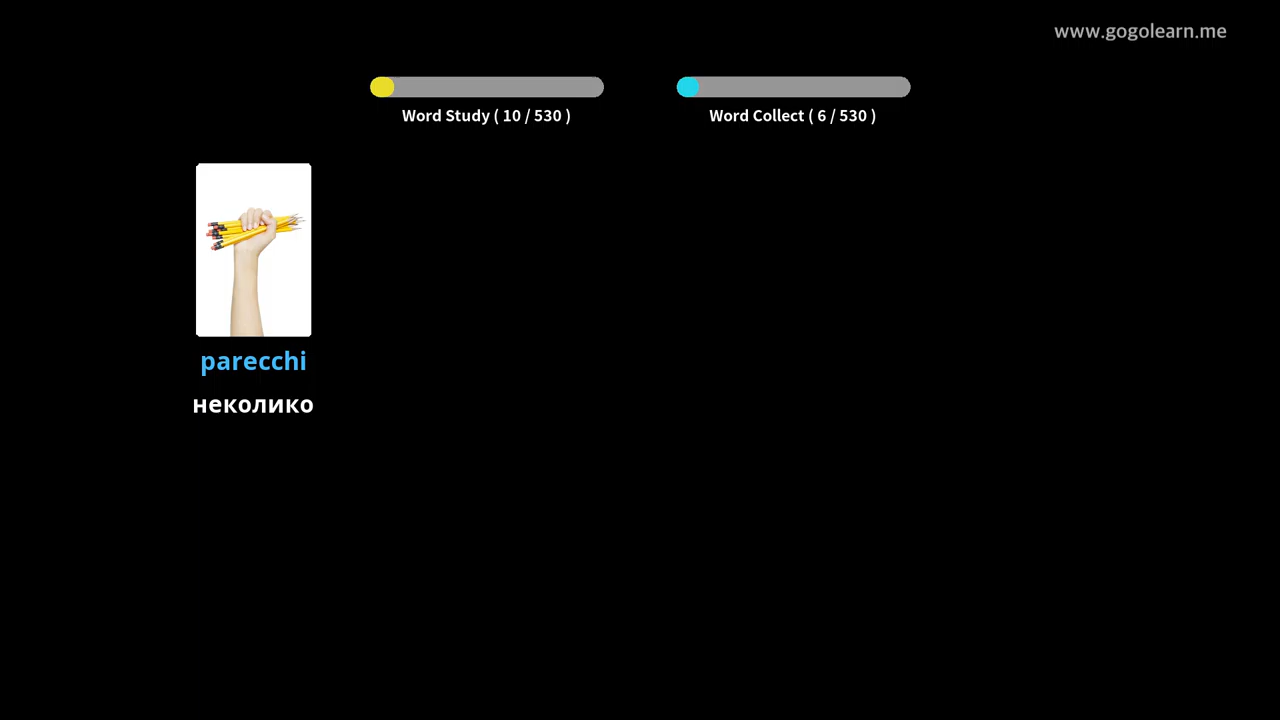 www.gogolearn.me
Word Study ( 10 / 530 )
Word Collect ( 6 / 530 )
parecchi
неколико